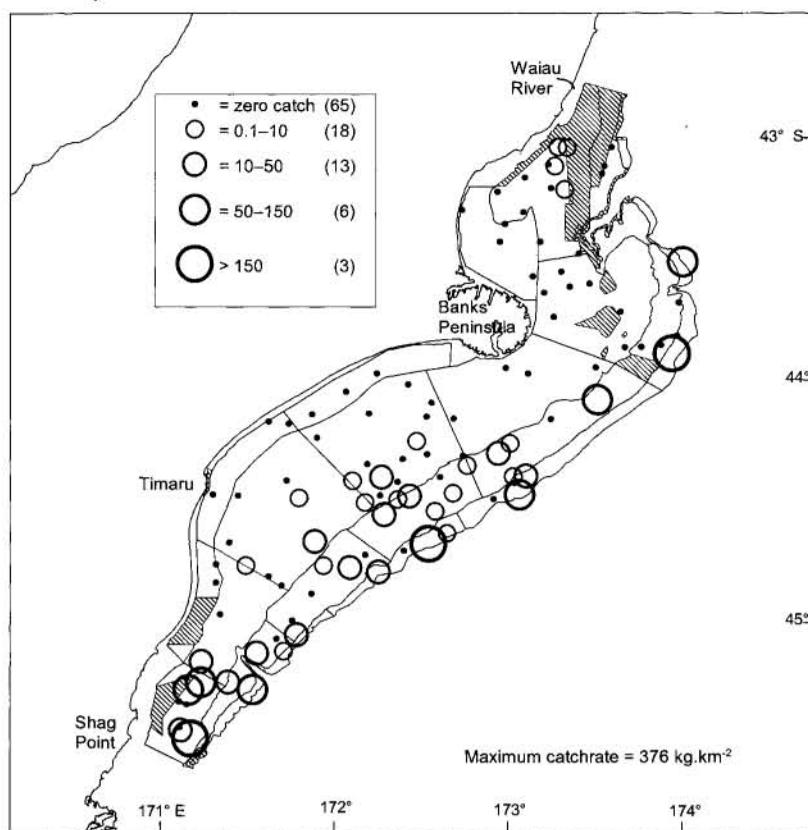 Waiau
River
= zero catch (65)
= 0.1–10 (18)
= 10–50 (13)
= 50–150 (6)
> 150 (3)
43° S
Banks
Peninsula
44°
Timaru
45°
Shag
Point
Maximum catchrate = 376 kg.km-2
171° E 172° 173° 174°